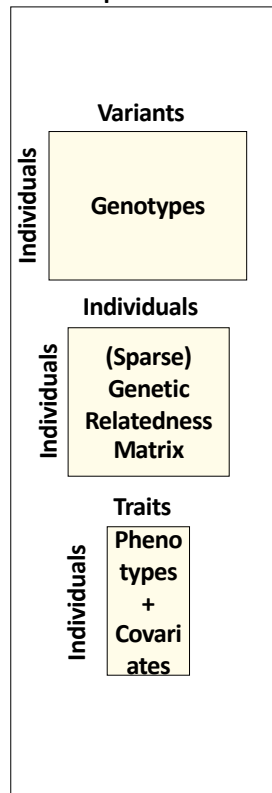 Variants
Individuals
Genotypes
Individuals
Individuals
(Sparse)
Genetic
Relatedness
Matrix
Traits
Individuals
Pheno
types
+
Covari
ates